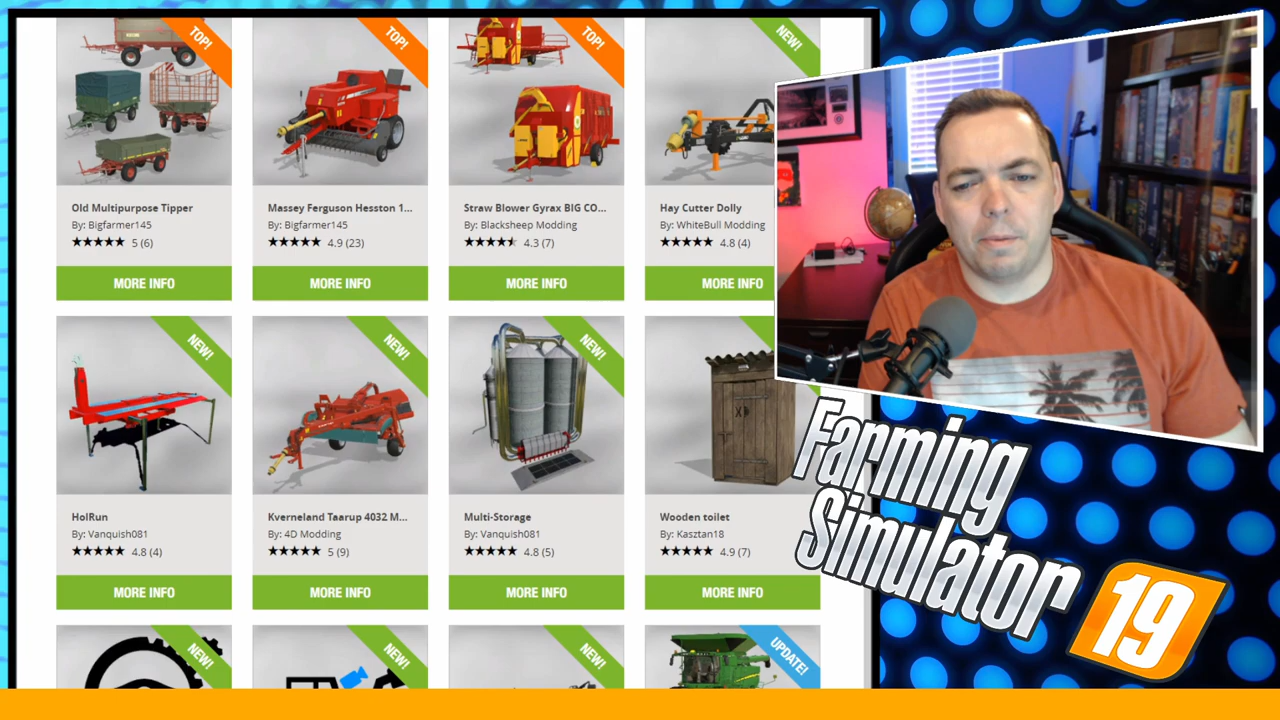 TOP!
TOP!
TOP!
NEW!
Old Multipurpose Tipper
By: Bigfarmer145
★★★★★ 5 (6)
MORE INFO
Massey Ferguson Hesston 1...
By: Bigfarmer145
★★★★★ 4.9 (23)
MORE INFO
Straw Blower Gyrax BIG CO...
By: Blacksheep Modding
4.3 (7)
MORE INFO
Hay Cutter Dolly
By: WhiteBull Modding
★★★★★ 4.8 (4)
MORE INFO
NEW!
NEW!
NEW!
HolRun
By: Vanquish081
★★★★★ 4.8 (4)
MORE INFO
Kverneland Taarup 4032 M...
By: 4D Modding
★★★★★ 5 (9)
MORE INFO
Multi-Storage
By: Vanquish081
★★★★★ 4.8 (5)
MORE INFO
Wooden toilet
By: Kasztan18
★★★★★ 4.9 (7)
MORE INFO
NEW!
NEW!
NEW!
UPDATE!
Farming
Simulator
19